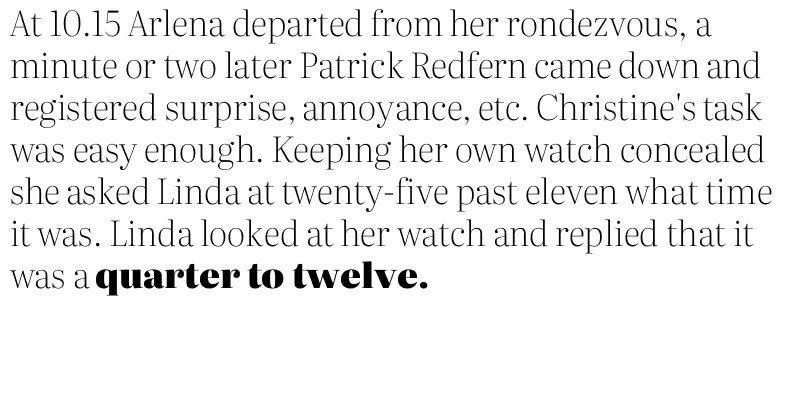 At 10.15 Arlena departed from her rondezvous, a
minute or two later Patrick Redfern came down and
registered surprise, annoyance, etc. Christine's task
was easy enough. Keeping her own watch concealed
she asked Linda at twenty-five past eleven what time
it was. Linda looked at her watch and replied that it
was a quarter to twelve.